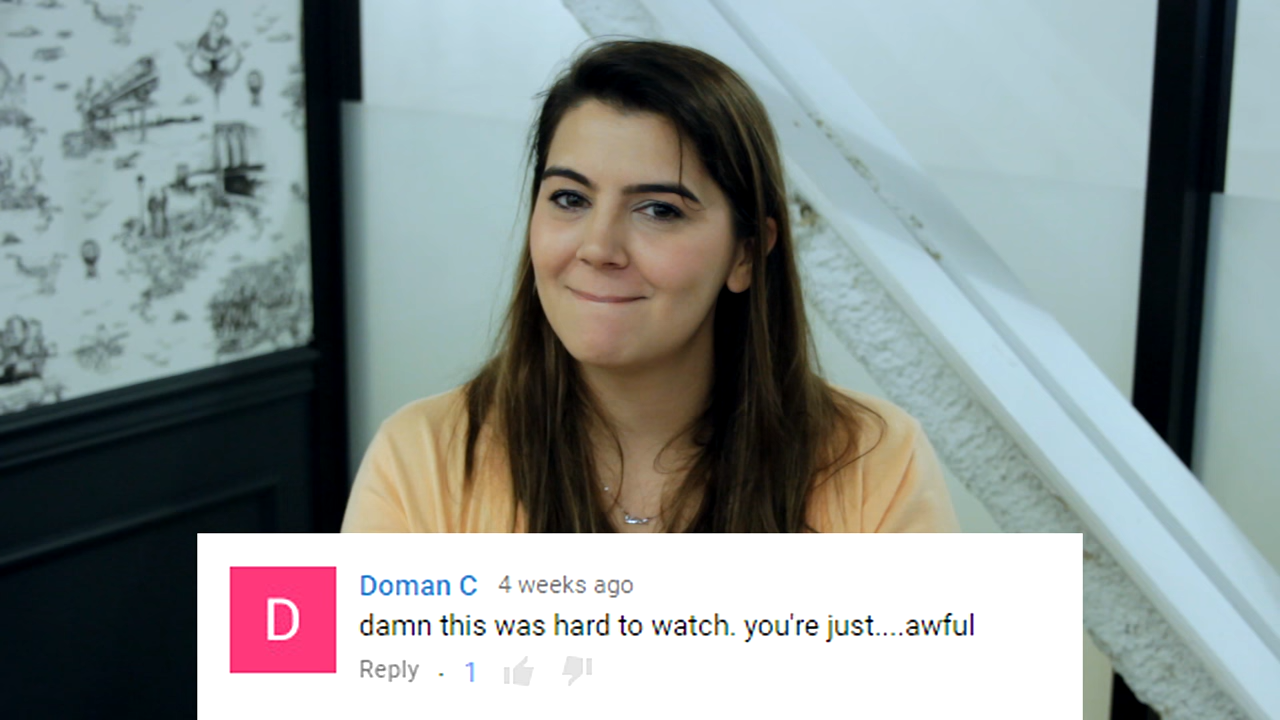 D
Doman C 4 weeks ago
damn this was hard to watch. you're just....awful
Reply . 1